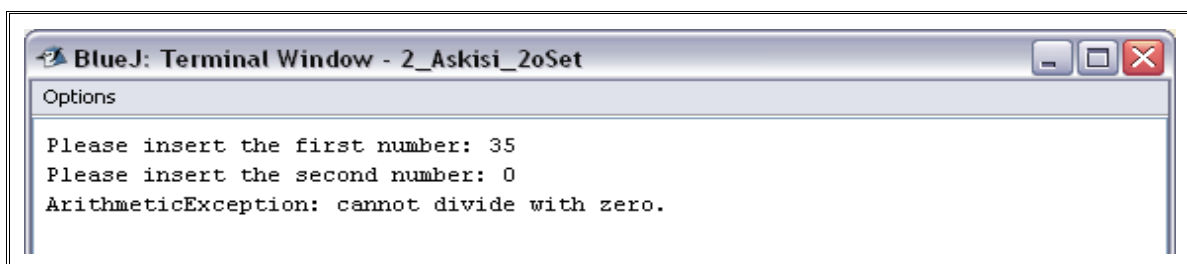 BlueJ: Terminal Window - 2_Askisi_2oSet
Options
Please insert the first number: 35
Please insert the second number: 0
ArithmeticException: cannot divide with zero.